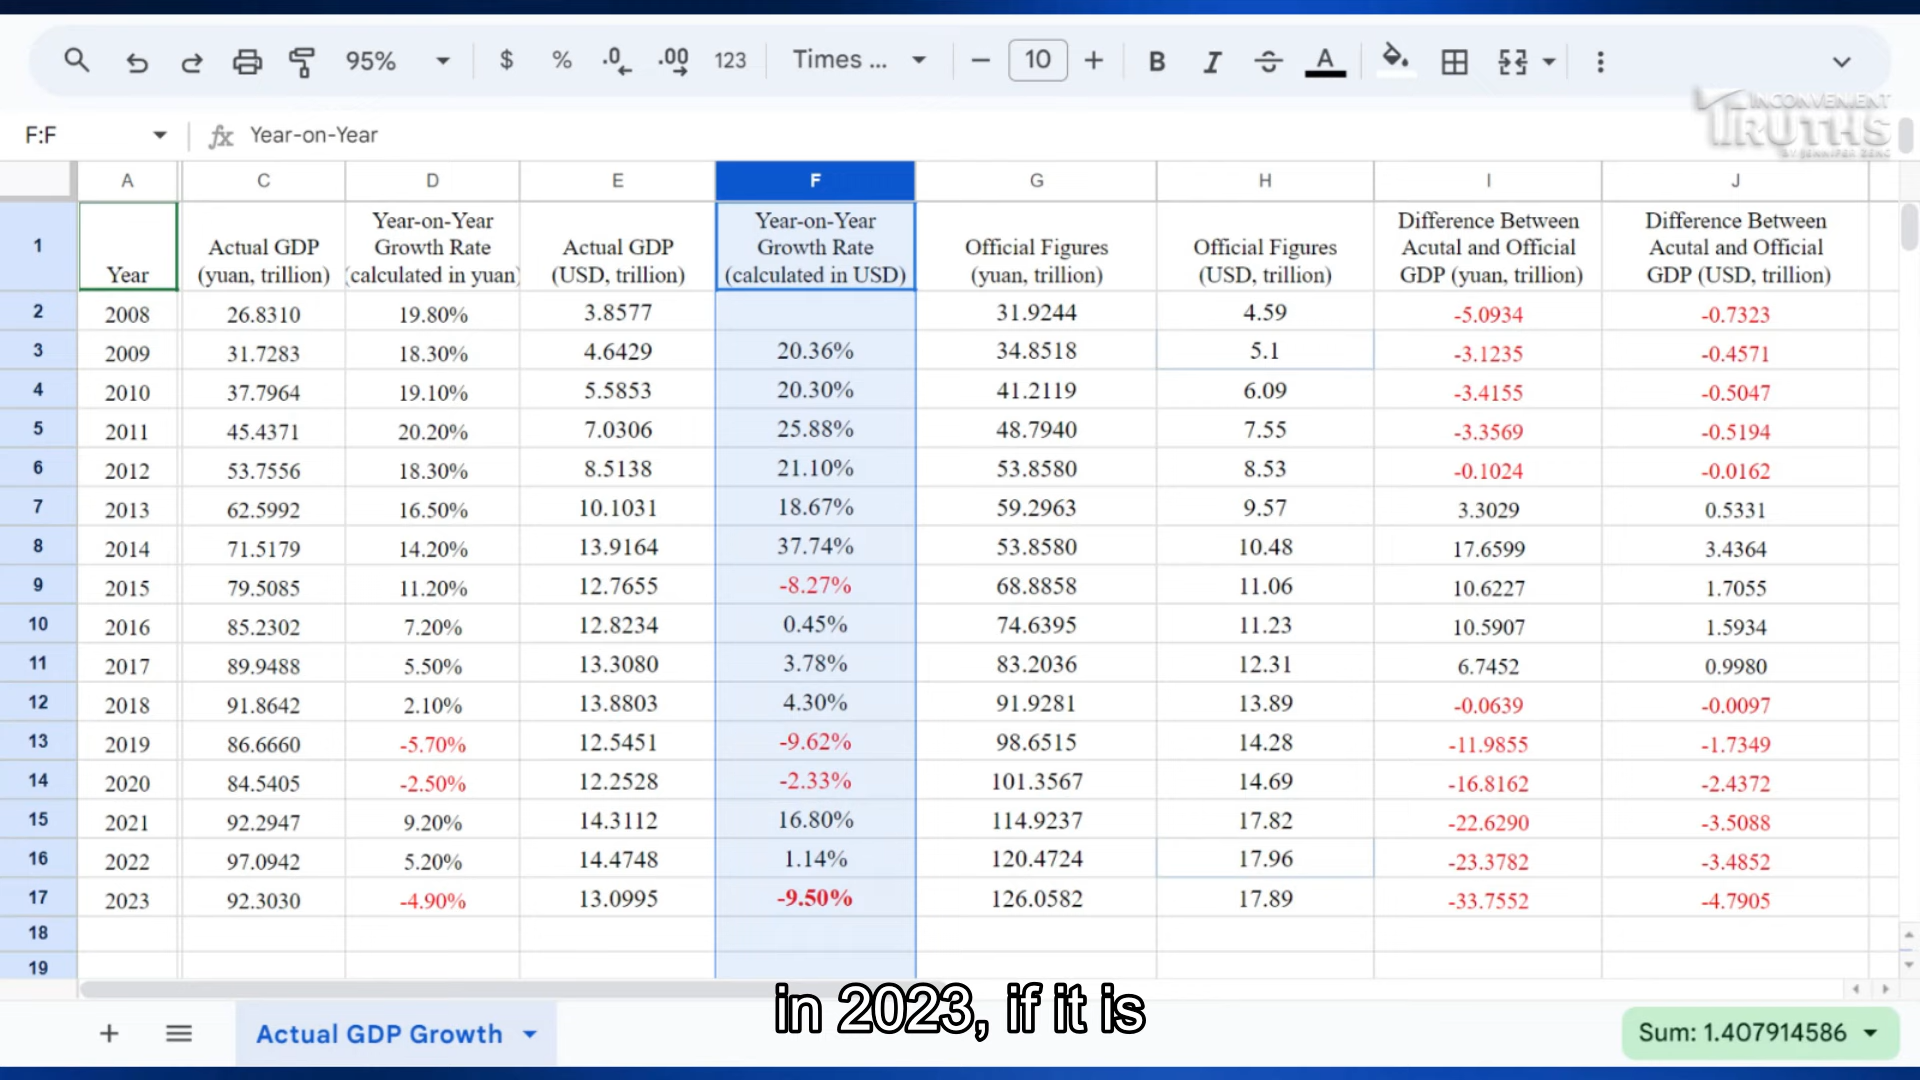 95%
$ % .0 .00 123 Times ... 10 B I S A
INCONVENIENT
TRUTHS
BY JENNIFER ZENG
F:F fx Year-on-Year
A C D E F G H I J
1 Year Actual GDP (yuan, trillion) Year-on-Year Growth Rate (calculated in yuan) Actual GDP (USD, trillion) Year-on-Year Growth Rate (calculated in USD) Official Figures (yuan, trillion) Official Figures (USD, trillion) Difference Between Acutal and Official GDP (yuan, trillion) Difference Between Acutal and Official GDP (USD, trillion)
2 2008 26.8310 19.80% 3.8577 31.9244 4.59 -5.0934 -0.7323
3 2009 31.7283 18.30% 4.6429 20.36% 34.8518 5.1 -3.1235 -0.4571
4 2010 37.7964 19.10% 5.5853 20.30% 41.2119 6.09 -3.4155 -0.5047
5 2011 45.4371 20.20% 7.0306 25.88% 48.7940 7.55 -3.3569 -0.5194
6 2012 53.7556 18.30% 8.5138 21.10% 53.8580 8.53 -0.1024 -0.0162
7 2013 62.5992 16.50% 10.1031 18.67% 59.2963 9.57 3.3029 0.5331
8 2014 71.5179 14.20% 13.9164 37.74% 53.8580 10.48 17.6599 3.4364
9 2015 79.5085 11.20% 12.7655 -8.27% 68.8858 11.06 10.6227 1.7055
10 2016 85.2302 7.20% 12.8234 0.45% 74.6395 11.23 10.5907 1.5934
11 2017 89.9488 5.50% 13.3080 3.78% 83.2036 12.31 6.7452 0.9980
12 2018 91.8642 2.10% 13.8803 4.30% 91.9281 13.89 -0.0639 -0.0097
13 2019 86.6660 -5.70% 12.5451 -9.62% 98.6515 14.28 -11.9855 -1.7349
14 2020 84.5405 -2.50% 12.2528 -2.33% 101.3567 14.69 -16.8162 -2.4372
15 2021 92.2947 9.20% 14.3112 16.80% 114.9237 17.82 -22.6290 -3.5088
16 2022 97.0942 5.20% 14.4748 1.14% 120.4724 17.96 -23.3782 -3.4852
17 2023 92.3030 -4.90% 13.0995 -9.50% 126.0582 17.89 -33.7552 -4.7905
18
19
in 2023, if it is
Actual GDP Growth
Sum: 1.407914586